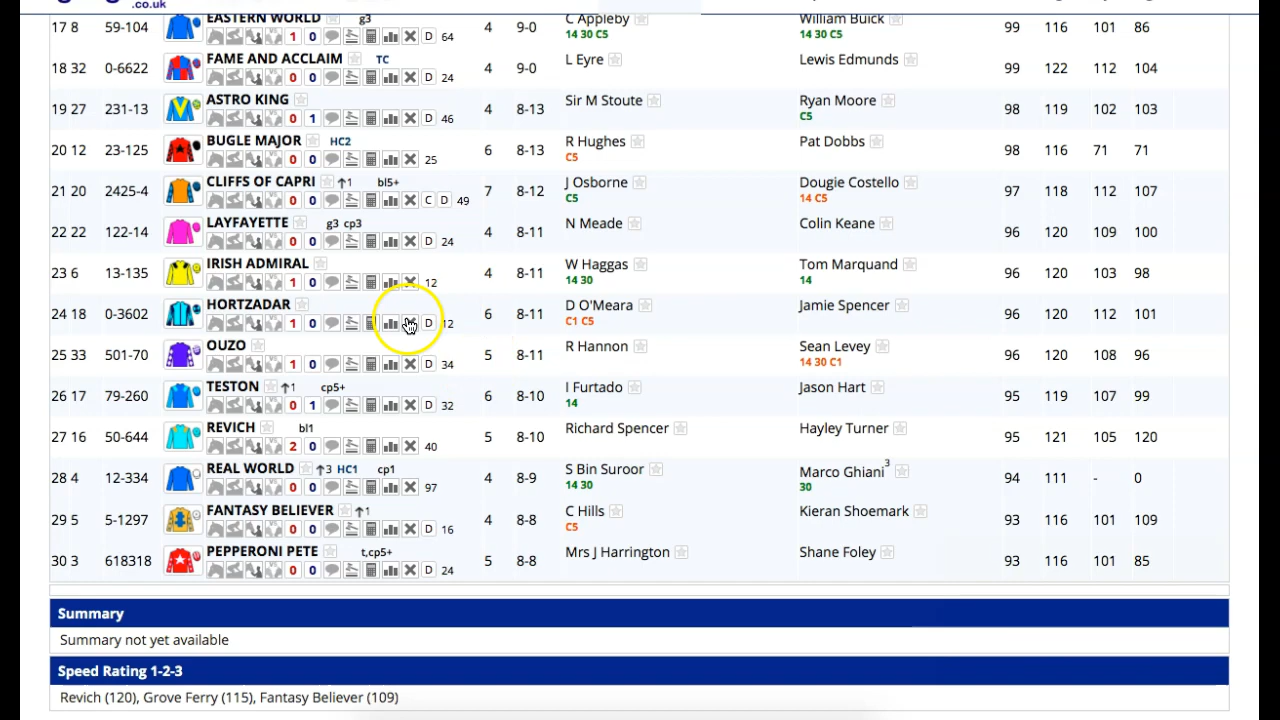 .co.uk
17 8 59-104 EASTERN WORLD g3 1 0 D 64 4 9-0 C Appleby 14 30 C5 William Buick 14 30 C5 99 116 101 86
18 32 0-6622 FAME AND ACCLAIM TC 0 0 D 24 4 9-0 L Eyre Lewis Edmunds 99 122 112 104
19 27 231-13 ASTRO KING 0 1 D 46 4 8-13 Sir M Stoute Ryan Moore C5 98 119 102 103
20 12 23-125 BUGLE MAJOR HC2 0 0 25 6 8-13 R Hughes C5 Pat Dobbs 98 116 71 71
21 20 2425-4 CLIFFS OF CAPRI ↑1 bl5+ 0 0 C D 49 7 8-12 J Osborne C5 Dougie Costello 14 C5 97 118 112 107
22 22 122-14 LAYFAYETTE g3 cp3 0 0 D 24 4 8-11 N Meade Colin Keane 96 120 109 100
23 6 13-135 IRISH ADMIRAL 1 0 12 4 8-11 W Haggas 14 30 Tom Marquand 14 96 120 103 98
24 18 0-3602 HORTZADAR 1 0 D 12 6 8-11 D O'Meara C1 C5 Jamie Spencer 96 120 112 101
25 33 501-70 OUZO 1 0 D 34 5 8-11 R Hannon Sean Levey 14 30 C1 96 120 108 96
26 17 79-260 TESTON ↑1 cp5+ 0 1 D 32 6 8-10 I Furtado 14 Jason Hart 95 119 107 99
27 16 50-644 REVICH bl1 2 0 40 5 8-10 Richard Spencer Hayley Turner 95 121 105 120
28 4 12-334 REAL WORLD ↑3 HC1 cp1 0 0 97 4 8-9 S Bin Suroor 14 30 Marco Ghiani 3 30 94 111 - 0
29 5 5-1297 FANTASY BELIEVER ↑1 0 0 D 16 4 8-8 C Hills C5 Kieran Shoemark 93 116 101 109
30 3 618318 PEPPERONI PETE t,cp5+ 0 0 D 24 5 8-8 Mrs J Harrington Shane Foley 93 116 101 85
Summary
Summary not yet available
Speed Rating 1-2-3
Revich (120), Grove Ferry (115), Fantasy Believer (109)